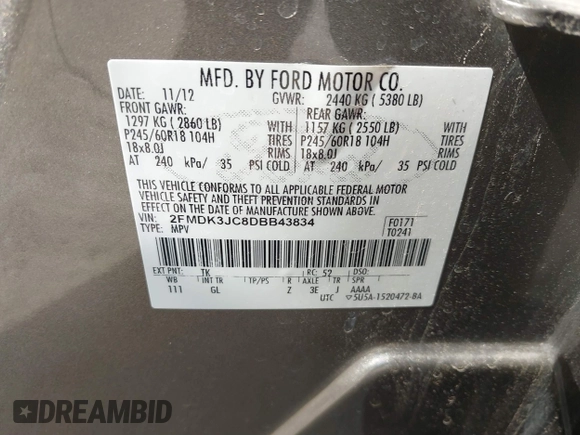 MFD. BY FORD MOTOR CO.
DATE: 11/12 GVWR: 2440 KG ( 5380 LB)
FRONT GAWR: REAR GAWR:
1297 KG ( 2860 LB) WITH 1157 KG ( 2550 LB) WITH
P245/60R18 104H TIRES P245/60R18 104H TIRES
18x8.0J RIMS 18x8.0J RIMS
AT 240 kPa/ 35 PSI COLD AT 240 kPa/ 35 PSI COLD
THIS VEHICLE CONFORMS TO ALL APPLICABLE FEDERAL MOTOR
VEHICLE SAFETY AND THEFT PREVENTION STANDARDS IN
EFFECT ON THE DATE OF MANUFACTURE SHOWN ABOVE.
VIN: 2FMDK3JC8DBB43834 F0171
TYPE: MPV T0241
EXT PNT: TK RC: 52 DSO:
WB INT TR TP/PS R AXLE TR SPR
111 GL Z 3E J AAAA
UTC 5U5A-1520472-BA
DREAMBID